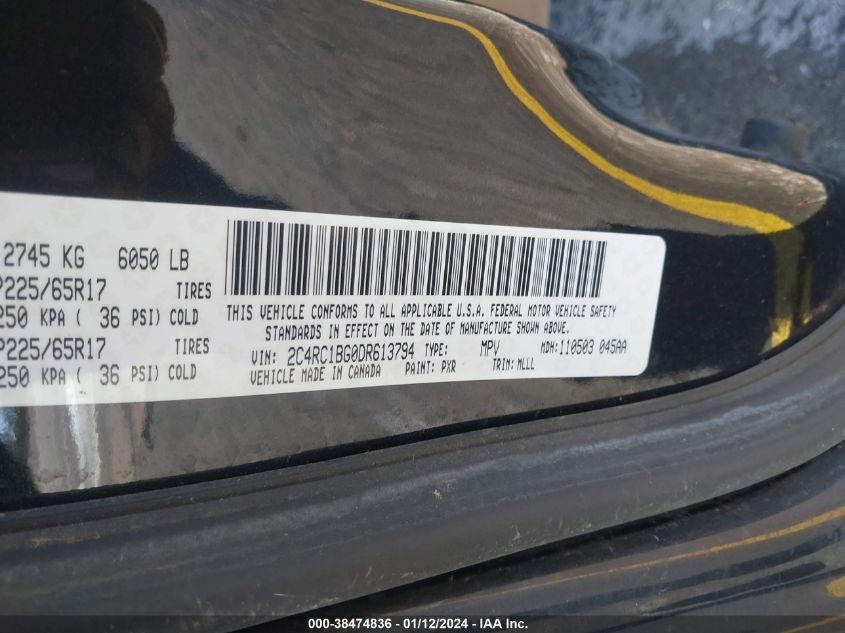 2745 KG 6050 LB
P225/65R17 TIRES
250 KPA ( 36 PSI) COLD
P225/65R17 TIRES
250 KPA ( 36 PSI) COLD
THIS VEHICLE CONFORMS TO ALL APPLICABLE U.S.A. FEDERAL MOTOR VEHICLE SAFETY
STANDARDS IN EFFECT ON THE DATE OF MANUFACTURE SHOWN ABOVE.
VIN: 2C4RC1BG0DR613794 TYPE: MPV MDH: 110503 045AA
VEHICLE MADE IN CANADA PAINT: PXR TRIM: MLLL
000-38474836 - 01/12/2024 - IAA Inc.